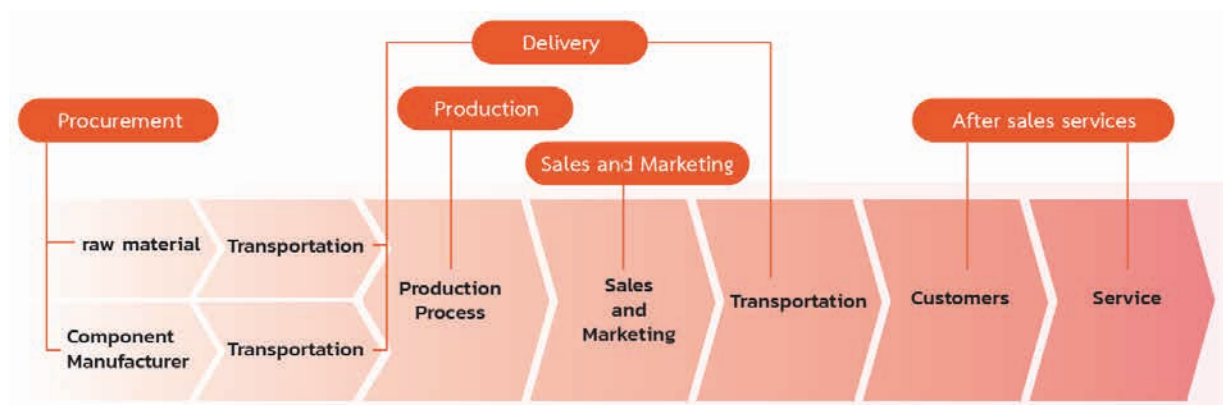 Delivery
Production
Procurement
After sales services
Sales and Marketing
raw material
Transportation
Production
Process
Sales
and
Marketing
Transportation
Customers
Service
Component
Manufacturer
Transportation